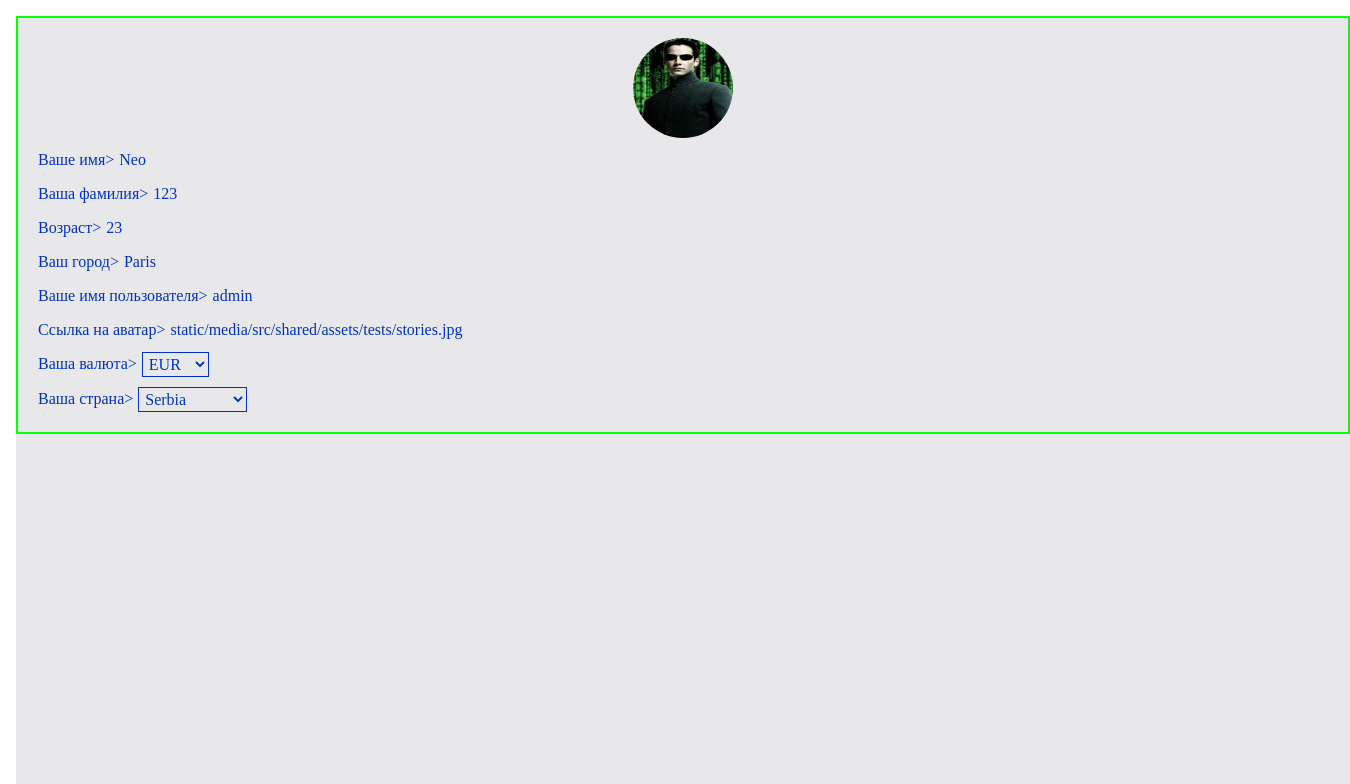 Ваше имя> Neo
Ваша фамилия> 123
Возраст> 23
Ваш город> Paris
Ваше имя пользователя> admin
Ссылка на аватар> static/media/src/shared/assets/tests/stories.jpg
Ваша валюта> EUR
Ваша страна> Serbia